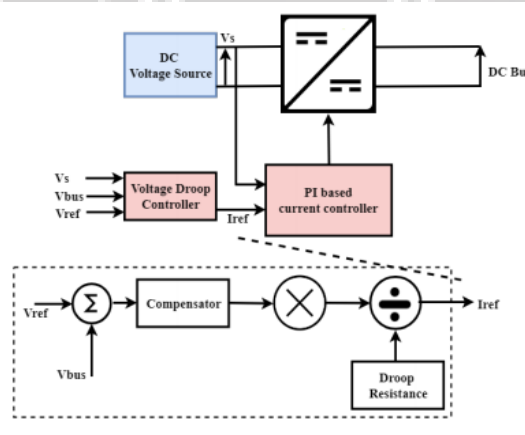 Vs
DC
Voltage Source
DC Bu
Vs
Vbus
Vref
Voltage Droop
Controller
Iref
PI based
current controller
Vref
Σ
Compensator
Iref
Vbus
Droop
Resistance